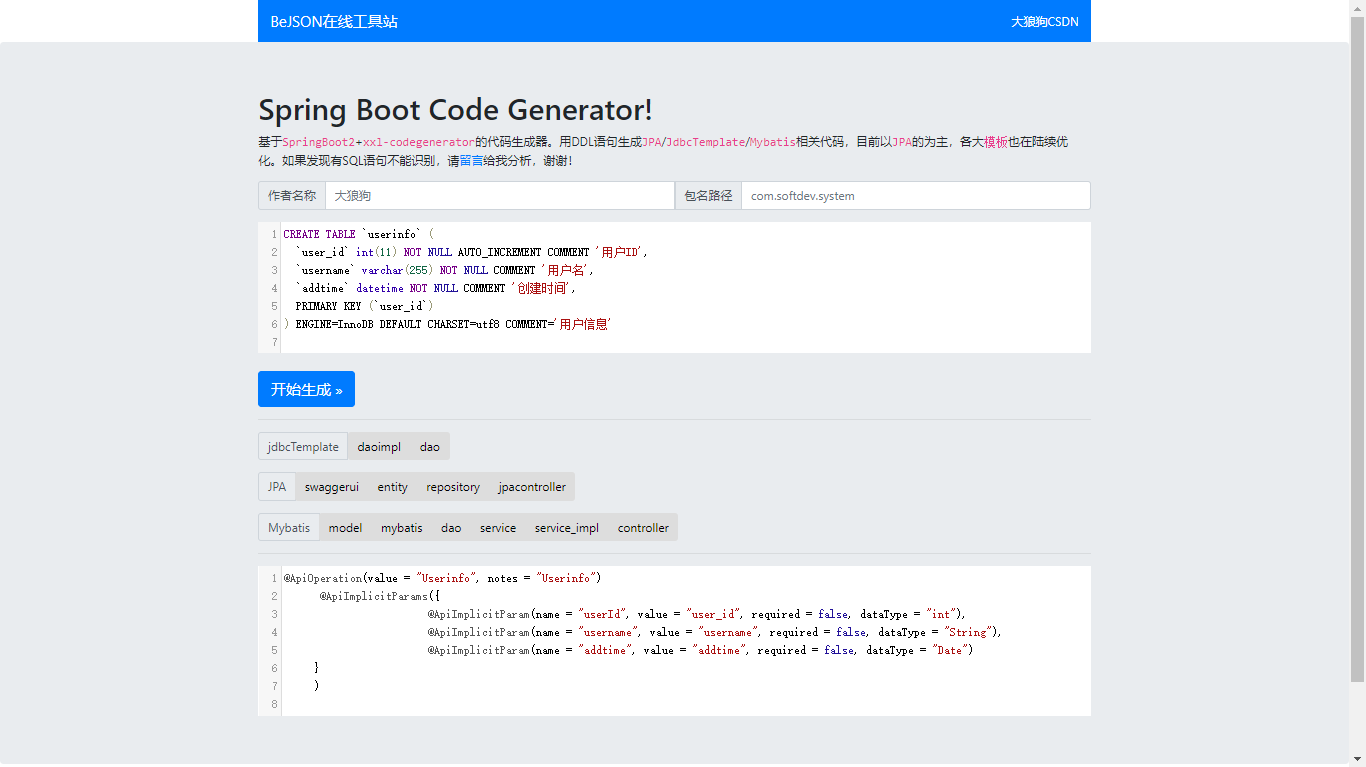 BeJSON在线工具站 大狼狗CSDN
Spring Boot Code Generator!
基于SpringBoot2+xxl-codegenerator的代码生成器。用DDL语句生成JPA/JdbcTemplate/Mybatis相关代码，目前以JPA的为主，各大模板也在陆续优
化。如果发现有SQL语句不能识别，请留言给我分析，谢谢！
作者名称 大狼狗 包名路径 com.softdev.system
1 CREATE TABLE `userinfo` (
2 `user_id` int(11) NOT NULL AUTO_INCREMENT COMMENT '用户ID',
3 `username` varchar(255) NOT NULL COMMENT '用户名',
4 `addtime` datetime NOT NULL COMMENT '创建时间',
5 PRIMARY KEY (`user_id`)
6 ) ENGINE=InnoDB DEFAULT CHARSET=utf8 COMMENT='用户信息'
7
开始生成 »
jdbcTemplate daoimpl dao
JPA swaggerui entity repository jpacontroller
Mybatis model mybatis dao service service_impl controller
1 @ApiOperation(value = "Userinfo", notes = "Userinfo")
2 @ApiImplicitParams({
3 @ApiImplicitParam(name = "userId", value = "user_id", required = false, dataType = "int"),
4 @ApiImplicitParam(name = "username", value = "username", required = false, dataType = "String"),
5 @ApiImplicitParam(name = "addtime", value = "addtime", required = false, dataType = "Date")
6 }
7 )
8